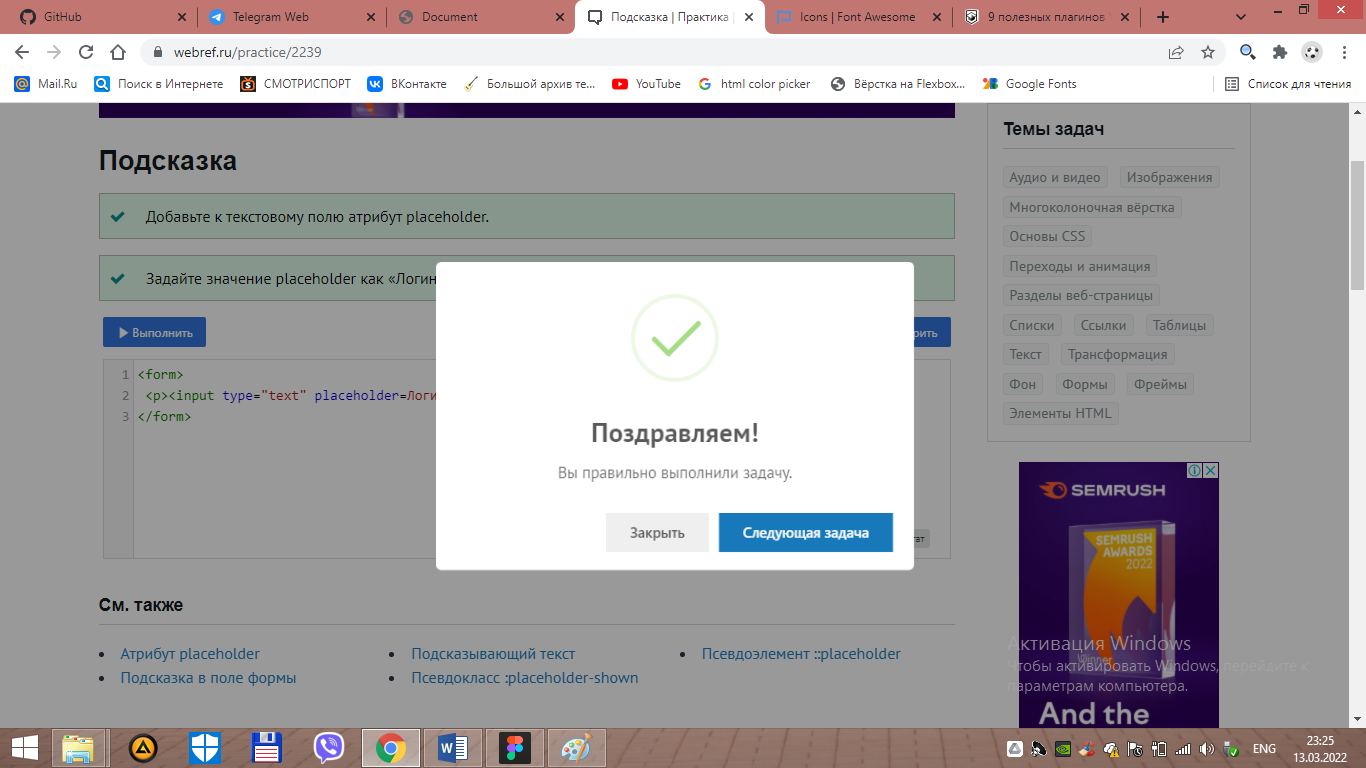 GitHub
Telegram Web
Document
Подсказка | Практика |
Icons | Font Awesome
9 полезных плагинов
webref.ru/practice/2239
Mail.Ru
Поиск в Интернете
СМОТРИСПОРТ
ВКонтакте
Большой архив те...
YouTube
html color picker
Вёрстка на Flexbox...
Google Fonts
Список для чтения
Подсказка
Добавьте к текстовому полю атрибут placeholder.
Задайте значение placeholder как «Логин
Выполнить
1 <form>
2 <p><input type="text" placeholder=Логи
3 </form>
Поздравляем!
Вы правильно выполнили задачу.
Закрыть
Следующая задача
См. также
Атрибут placeholder
Подсказывающий текст
Псевдоэлемент ::placeholder
Подсказка в поле формы
Псевдокласс :placeholder-shown
Темы задач
Аудио и видео
Изображения
Многоколоночная вёрстка
Основы CSS
Переходы и анимация
Разделы веб-страницы
Списки
Ссылки
Таблицы
Текст
Трансформация
Фон
Формы
Фреймы
Элементы HTML
SEMRUSH
SEMRUSH
AWARDS
2022
Winner
And the
Активация Windows
Чтобы активировать Windows, перейдите к
параметрам компьютера.
ENG
23:25
13.03.2022